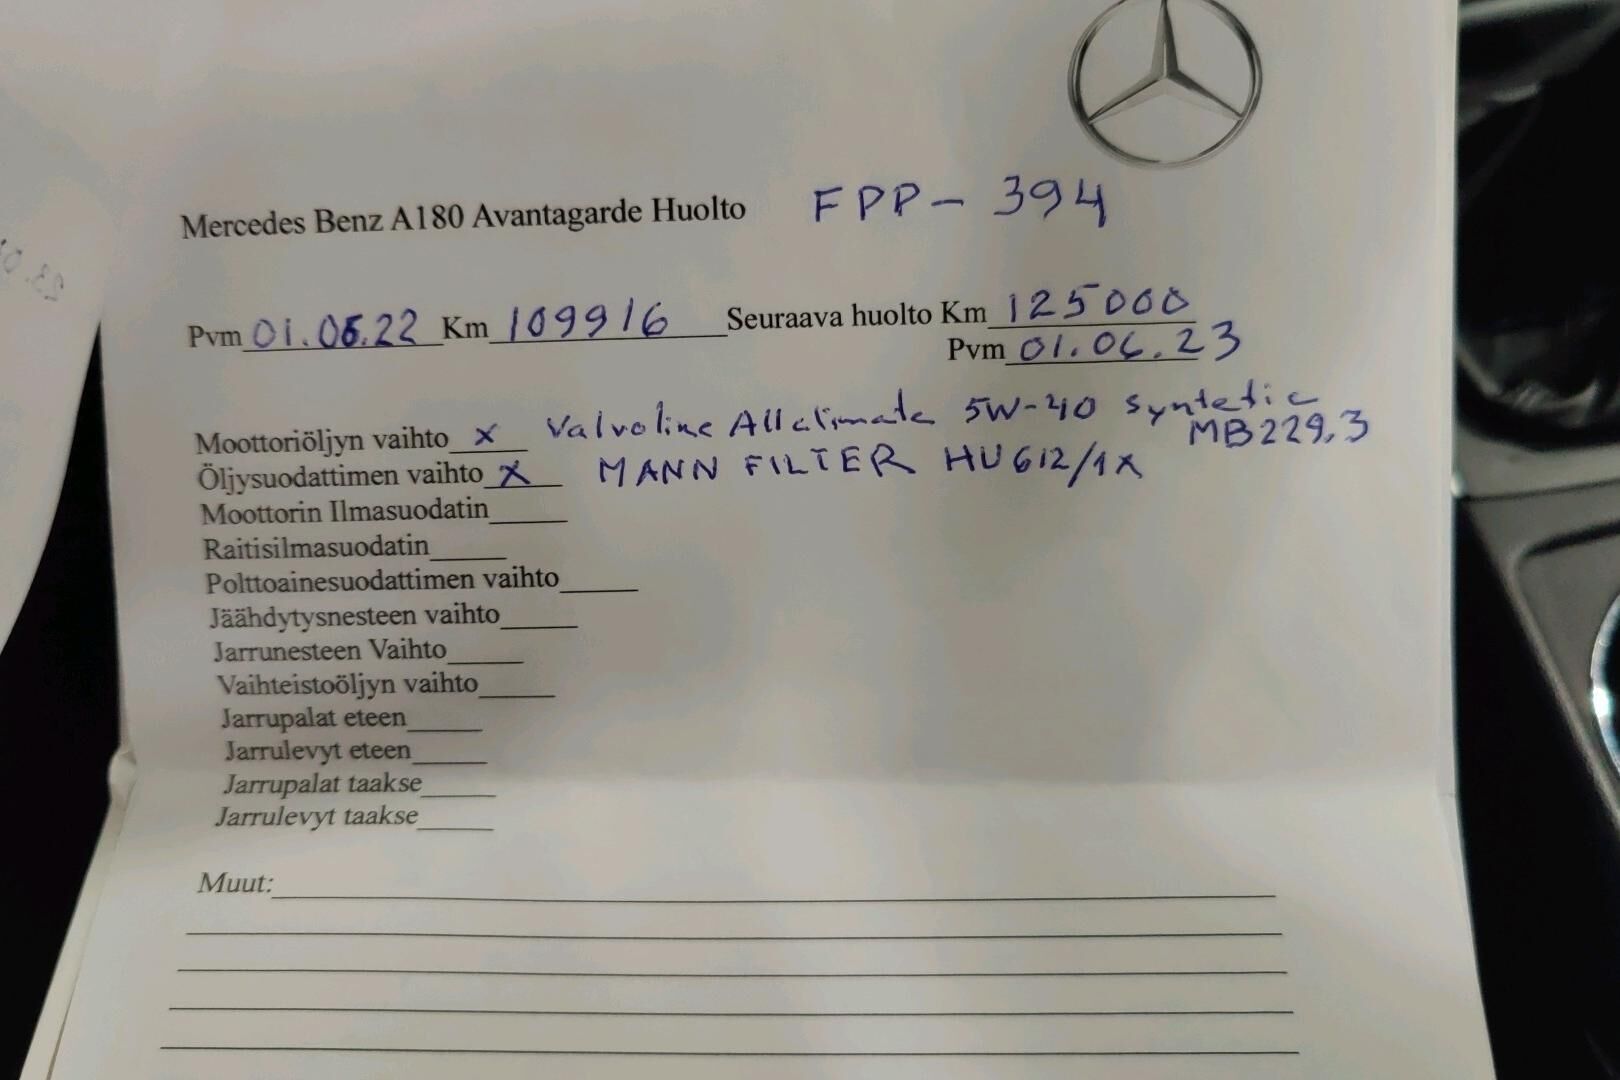 Mercedes Benz A180 Avantagarde Huolto FPP-394
Pvm 01.06.22 Km 109916 Seuraava huolto Km 125000
Pvm 01.06.23
Moottoriöljyn vaihto x Valvoline Allclimate 5W-40 Syntetic
MB229.3
Öljysuodattimen vaihto X MANN FILTER HU612/1X
Moottorin Ilmasuodatin
Raitisilmasuodatin
Polttoainesuodattimen vaihto
Jäähdytysnesteen vaihto
Jarrunesteen Vaihto
Vaihteistoöljyn vaihto
Jarrupalat eteen
Jarrulevyt eteen
Jarrupalat taakse
Jarrulevyt taakse
Muut: